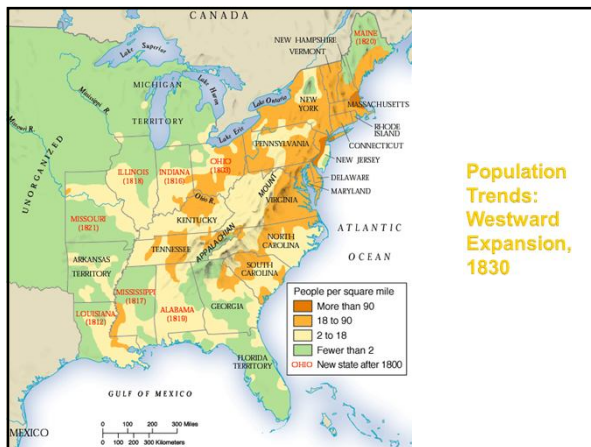 CANADA
NEW HAMPSHIRE
VERMONT
MAINE
(1820)
Lake Superior
Lake Huron
Lake Ontario
Lake Erie
Mississippi R.
Missouri R.
MICHIGAN
TERRITORY
NEW
YORK
MASSACHUSETTS
RHODE
ISLAND
CONNECTICUT
NEW JERSEY
PENNSYLVANIA
DELAWARE
MARYLAND
UNORGANIZED
ILLINOIS
(1818)
INDIANA
(1816)
OHIO
(1803)
Ohio R.
VIRGINIA
MISSOURI
(1821)
KENTUCKY
APPALACHIAN MOUNT
NORTH
CAROLINA
TENNESSEE
ARKANSAS
TERRITORY
SOUTH
CAROLINA
MISSISSIPPI
(1817)
ALABAMA
(1819)
GEORGIA
LOUISIANA
(1812)
FLORIDA
TERRITORY
ATLANTIC
OCEAN
GULF OF MEXICO
MEXICO
People per square mile
More than 90
18 to 90
2 to 18
Fewer than 2
OHIO New state after 1800
0 100 200 300 Miles
0 100 200 300 Kilometers
Population
Trends:
Westward
Expansion,
1830